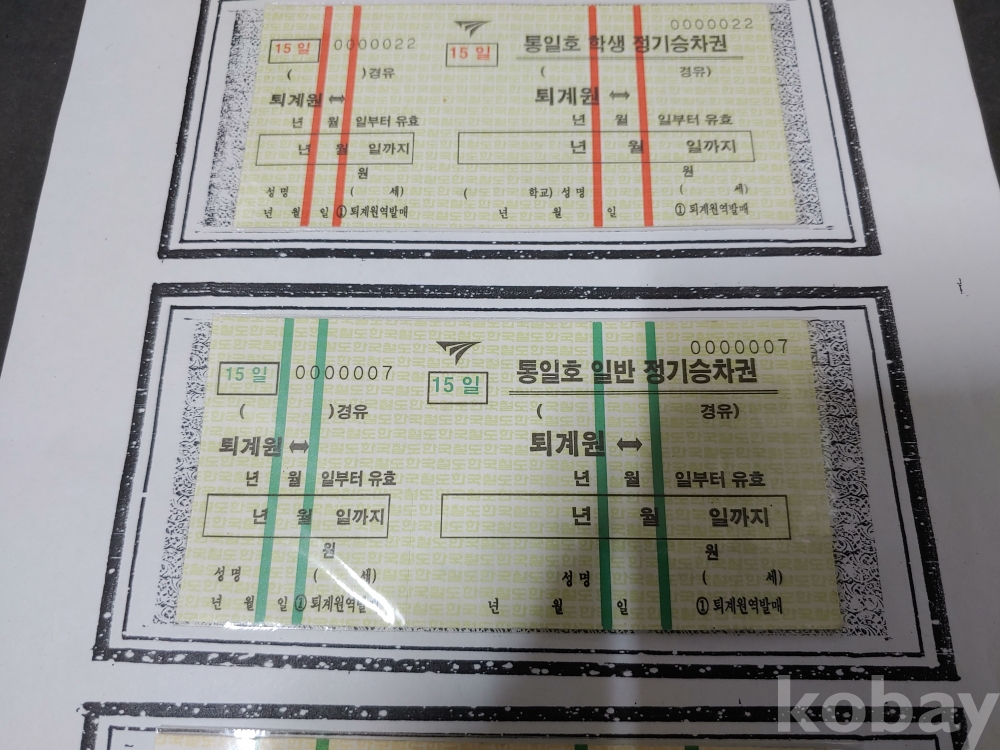 15 일 0000022
( )경유
퇴계원 ⇔
년 월 일부터 유효
년 월 일까지
원
성 명 ( 세)
년 월 일 ① 퇴계원역발매
0000022
15 일 통일호 학생 정기승차권
( 경유)
퇴계원 ⇔
년 월 일부터 유효
년 월 일까지
원
( 학교) 성 명 ( 세)
년 월 일 ① 퇴계원역발매
15 일 0000007
( )경유
퇴계원 ⇔
년 월 일부터 유효
년 월 일까지
원
성 명 ( 세)
년 월 일 ① 퇴계원역발매
0000007
15 일 통일호 일반 정기승차권
( 경유)
퇴계원 ⇔
년 월 일부터 유효
년 월 일까지
원
성 명 ( 세)
년 월 일 ① 퇴계원역발매
kobay